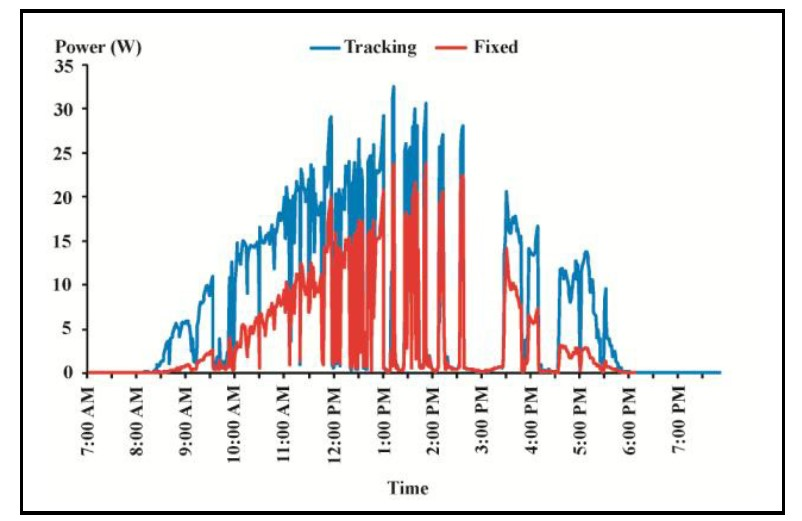 Power (W)
Tracking
Fixed
35
30
25
20
15
10
5
0
7:00 AM
8:00 AM
9:00 AM
10:00 AM
11:00 AM
12:00 PM
1:00 PM
2:00 PM
3:00 PM
4:00 PM
5:00 PM
6:00 PM
7:00 PM
Time